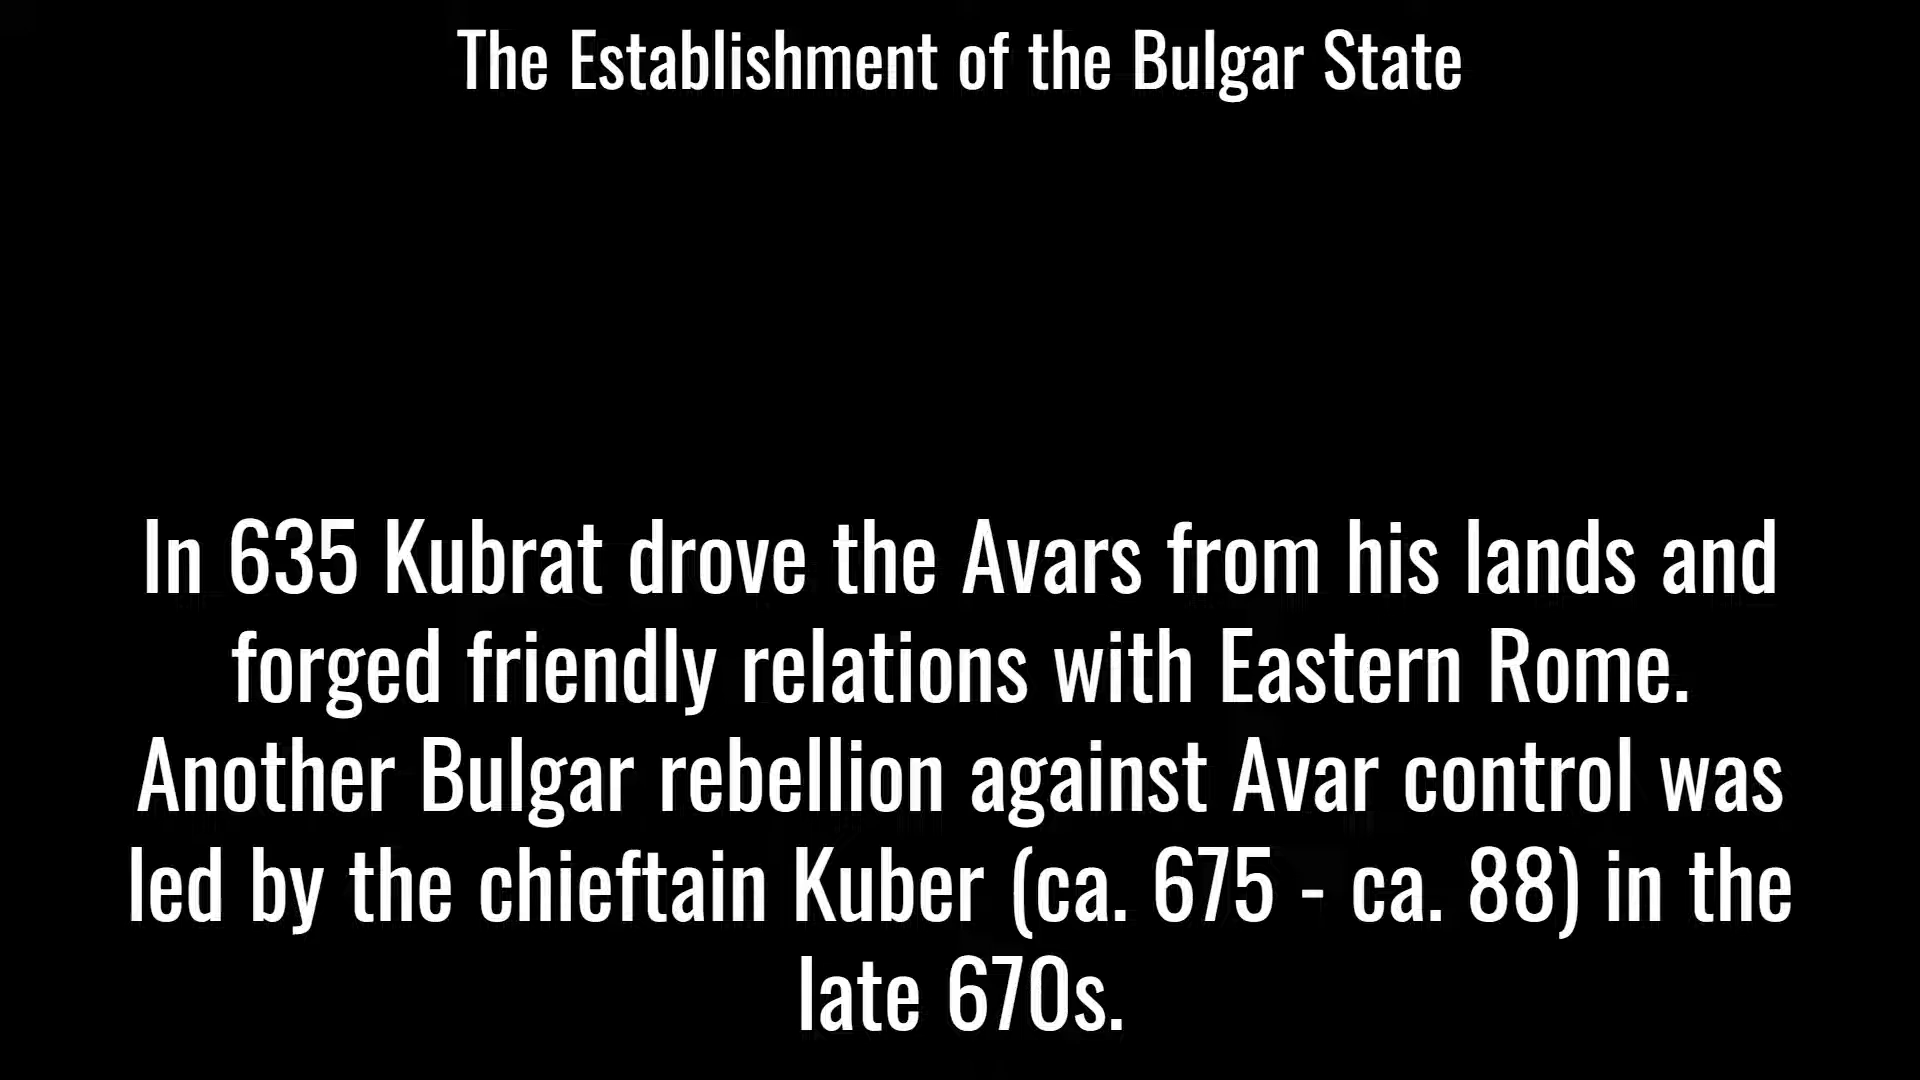 The Establishment of the Bulgar State
In 635 Kubrat drove the Avars from his lands and
forged friendly relations with Eastern Rome.
Another Bulgar rebellion against Avar control was
led by the chieftain Kuber (ca. 675 - ca. 88) in the
late 670s.